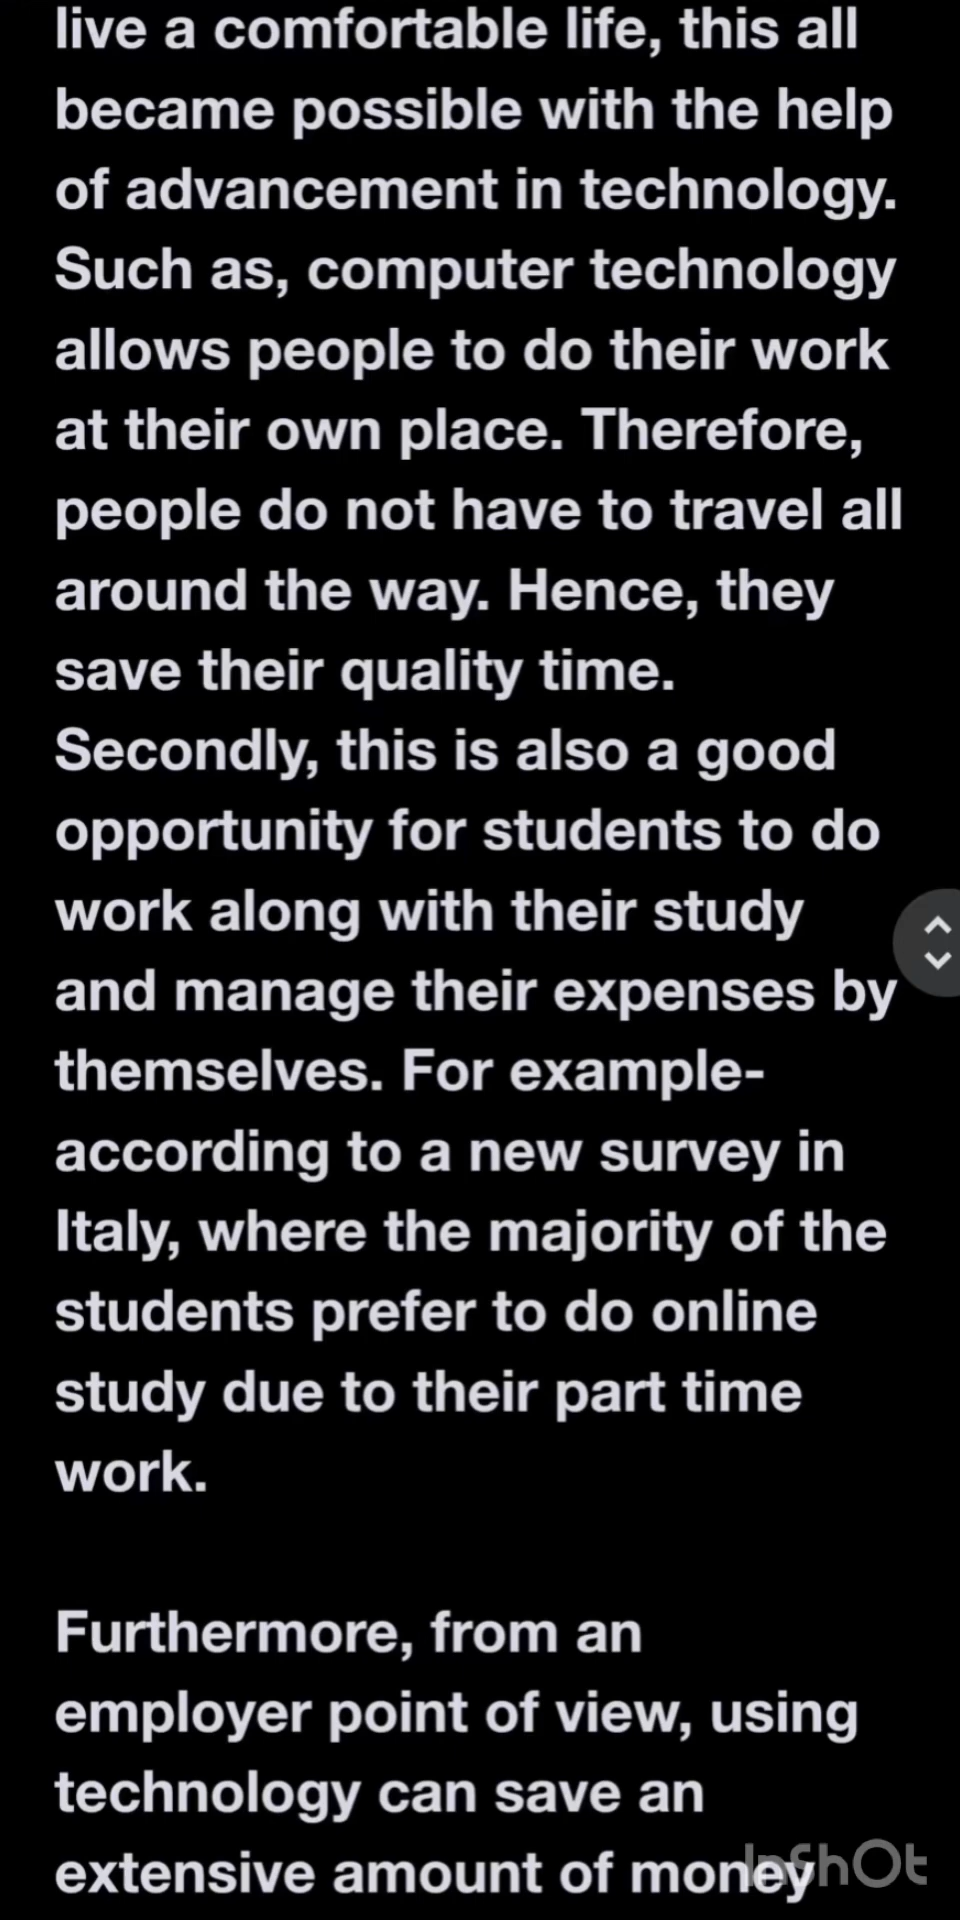 live a comfortable life, this all
became possible with the help
of advancement in technology.
Such as, computer technology
allows people to do their work
at their own place. Therefore,
people do not have to travel all
around the way. Hence, they
save their quality time.
Secondly, this is also a good
opportunity for students to do
work along with their study
and manage their expenses by
themselves. For example-
according to a new survey in
Italy, where the majority of the
students prefer to do online
study due to their part time
work.
Furthermore, from an
employer point of view, using
technology can save an
extensive amount of money
InShOt